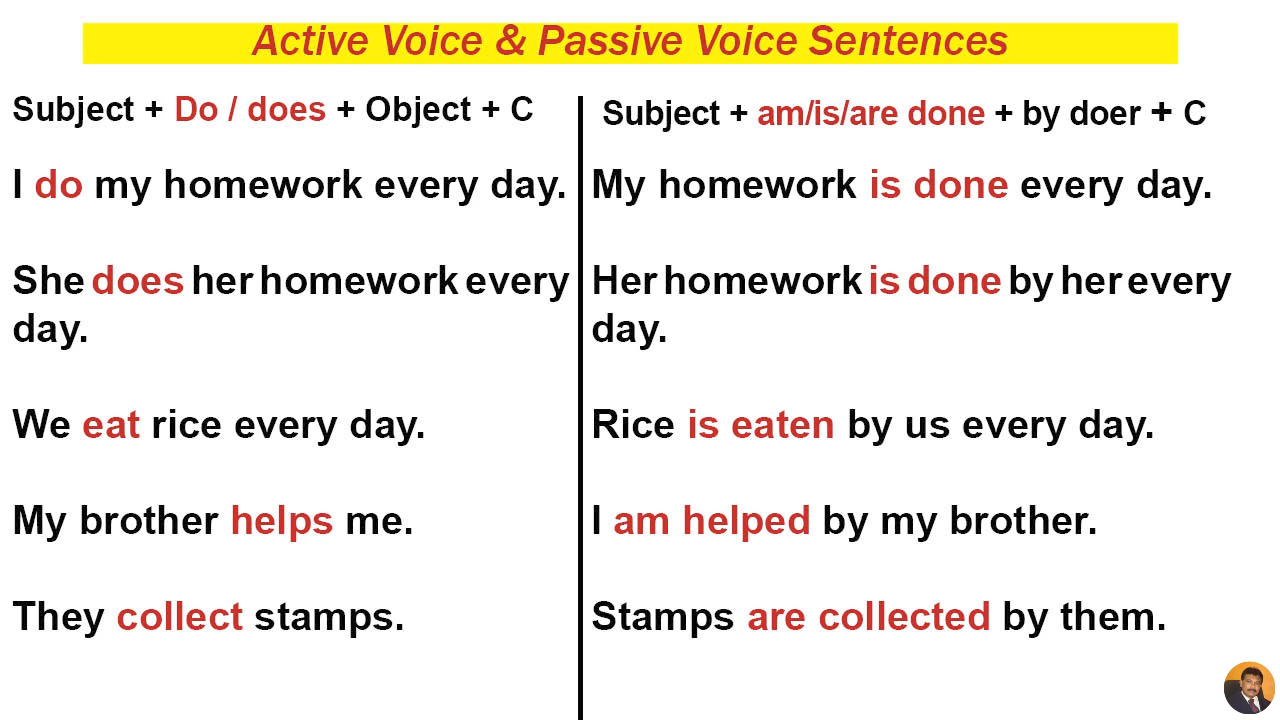 Active Voice & Passive Voice Sentences
Subject + Do / does + Object + C
I do my homework every day.
She does her homework every
day.
We eat rice every day.
My brother helps me.
They collect stamps.
Subject + am/is/are done + by doer + C
My homework is done every day.
Her homework is done by her every
day.
Rice is eaten by us every day.
I am helped by my brother.
Stamps are collected by them.